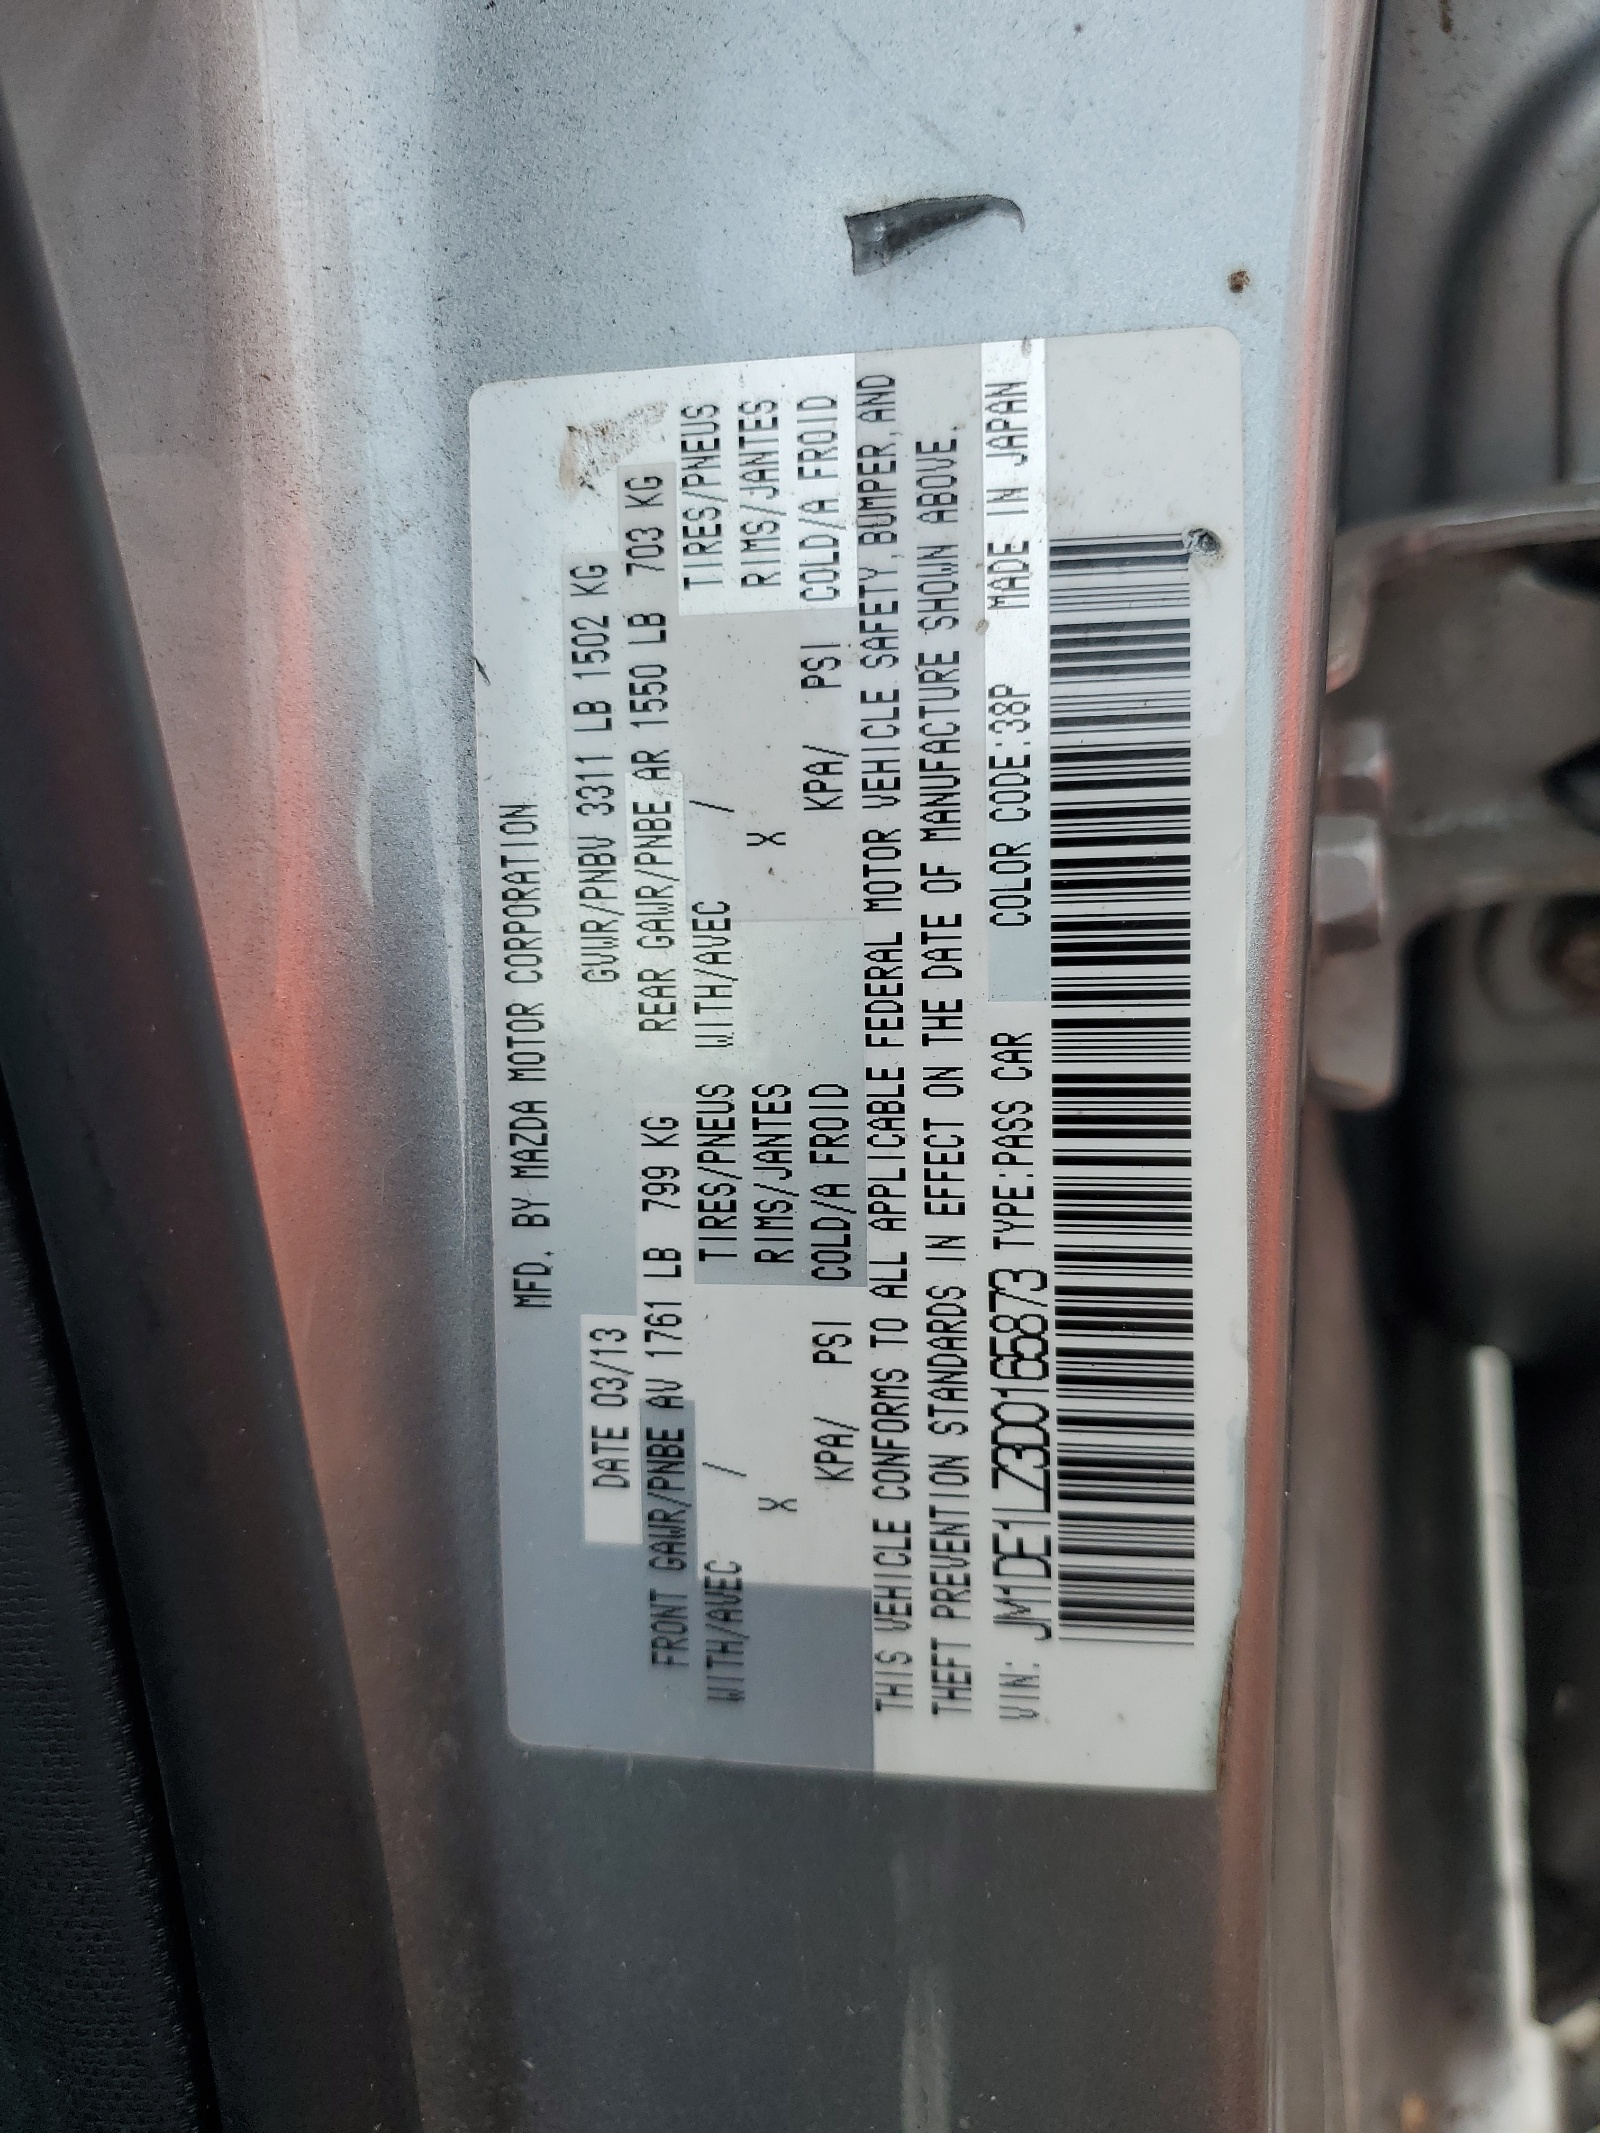 MFD. BY MAZDA MOTOR CORPORATION
DATE 03/13 GVWR/PNBV 3311 LB 1502 KG
FRONT GAWR/PNBE AV 1761 LB 799 KG REAR GAWR/PNBE AR 1550 LB 703 KG
WITH/AVEC / TIRES/PNEUS WITH/AVEC / TIRES/PNEUS
X RIMS/JANTES X RIMS/JANTES
KPA/ PSI COLD/A FROID KPA/ PSI COLD/A FROID
THIS VEHICLE CONFORMS TO ALL APPLICABLE FEDERAL MOTOR VEHICLE SAFETY, BUMPER, AND
THEFT PREVENTION STANDARDS IN EFFECT ON THE DATE OF MANUFACTURE SHOWN ABOVE.
VIN: JM1DE1LZ3D0165873 TYPE:PASS CAR COLOR CODE:38P MADE IN JAPAN